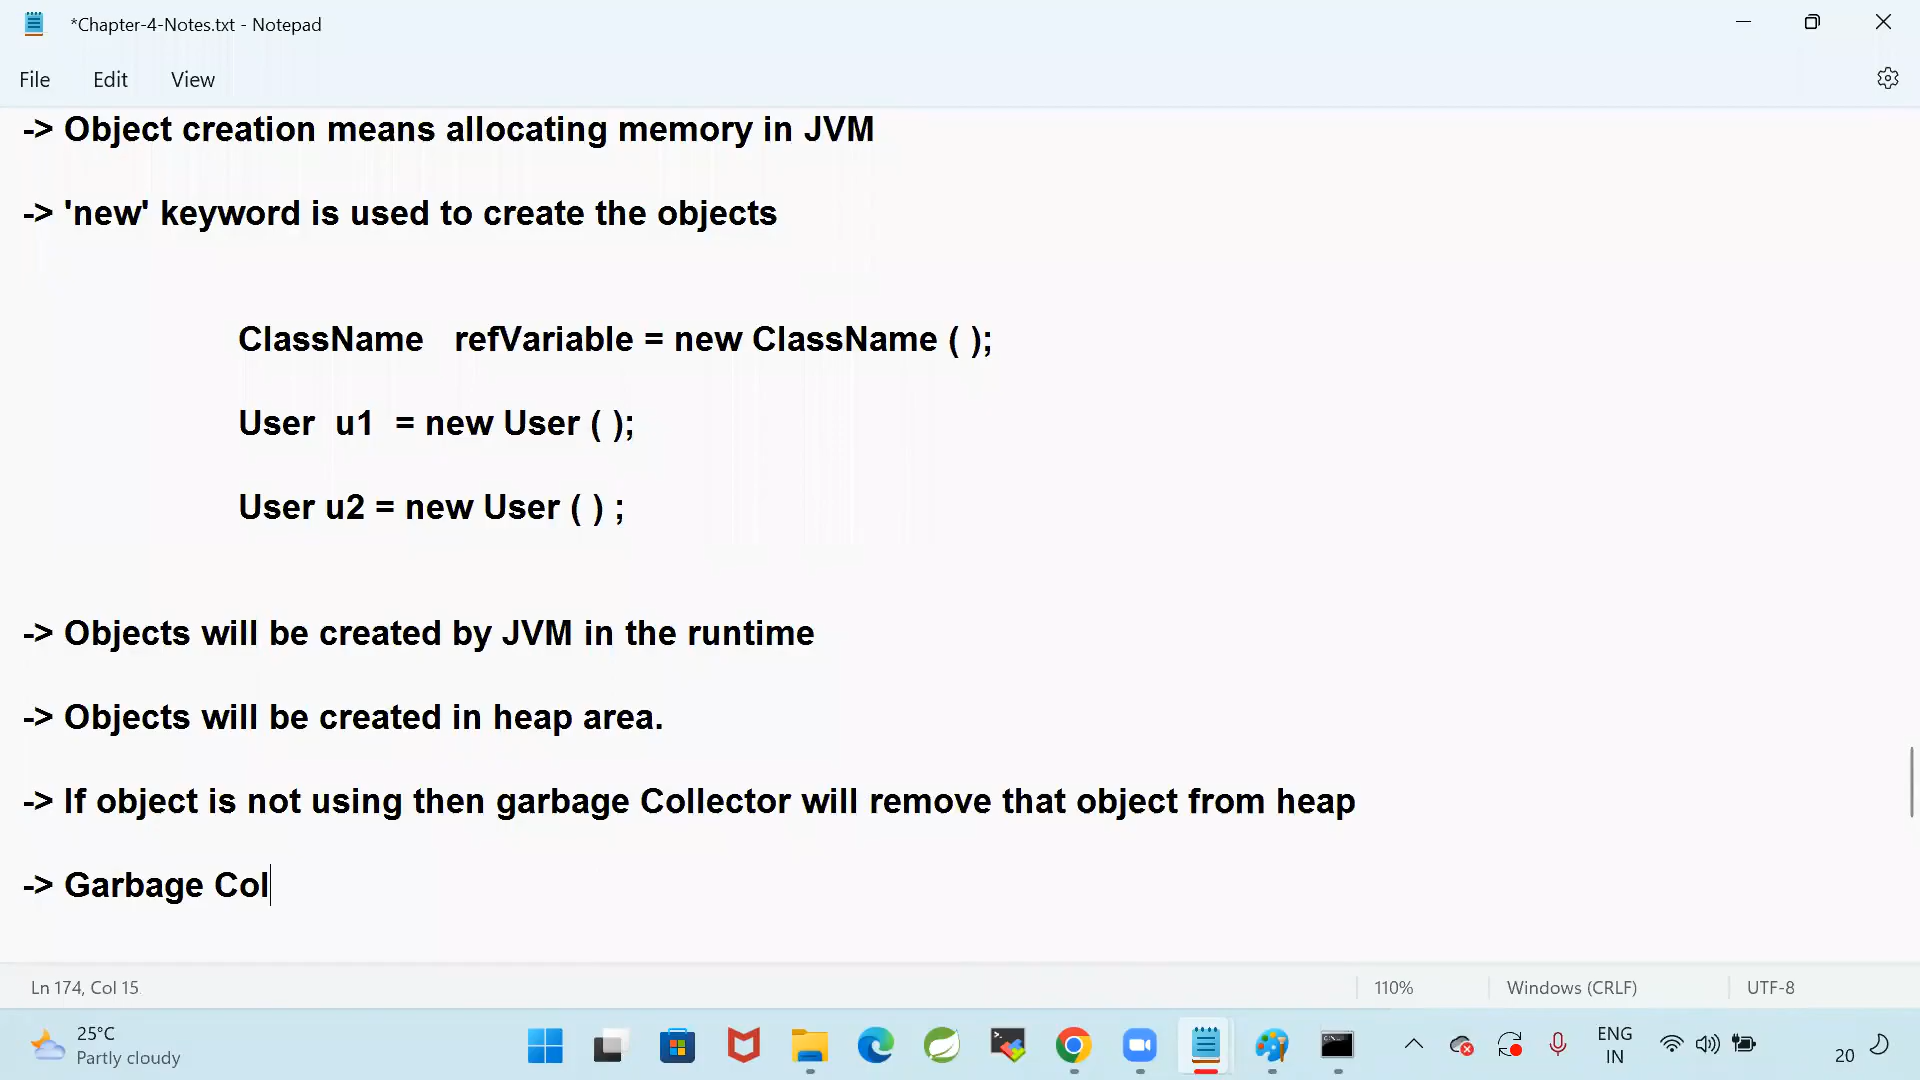 *Chapter-4-Notes.txt - Notepad
File Edit View
-> Object creation means allocating memory in JVM
-> 'new' keyword is used to create the objects
ClassName refVariable = new ClassName ( );
User u1 = new User ( );
User u2 = new User ( ) ;
-> Objects will be created by JVM in the runtime
-> Objects will be created in heap area.
-> If object is not using then garbage Collector will remove that object from heap
-> Garbage Col
Ln 174, Col 15 110% Windows (CRLF) UTF-8
25°C
Partly cloudy
ENG
IN
20